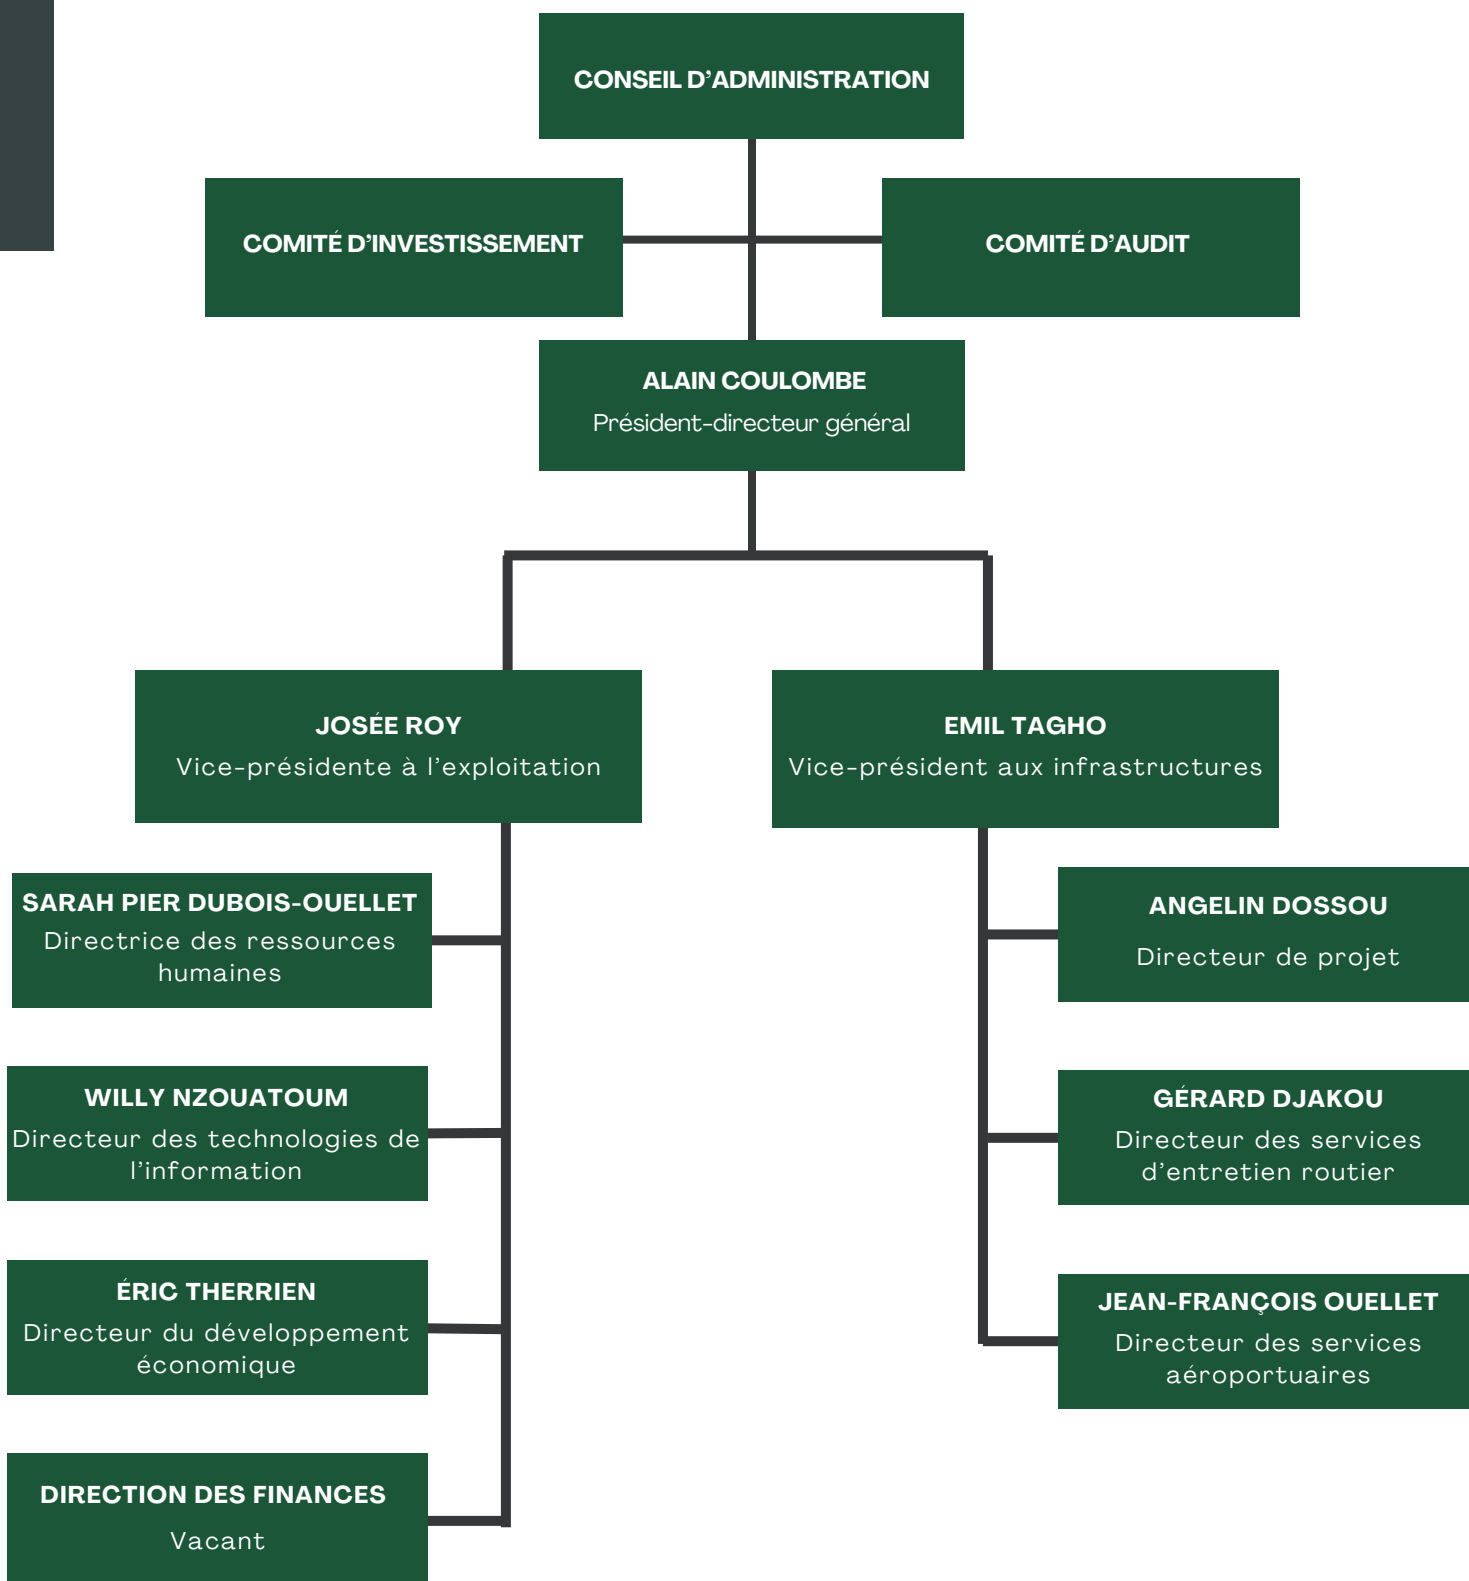 CONSEIL D'ADMINISTRATION
COMITÉ D'INVESTISSEMENT
COMITÉ D'AUDIT
ALAIN COULOMBE
Président-directeur général
JOSÉE ROY
Vice-présidente à l'exploitation
EMIL TAGHO
Vice-président aux infrastructures
SARAH PIER DUBOIS-OUELLET
Directrice des ressources
humaines
WILLY NZOUATOUM
Directeur des technologies de
l'information
ÉRIC THERRIEN
Directeur du développement
économique
DIRECTION DES FINANCES
Vacant
ANGELIN DOSSOU
Directeur de projet
GÉRARD DJAKOU
Directeur des services
d'entretien routier
JEAN-FRANÇOIS OUELLET
Directeur des services
aéroportuaires